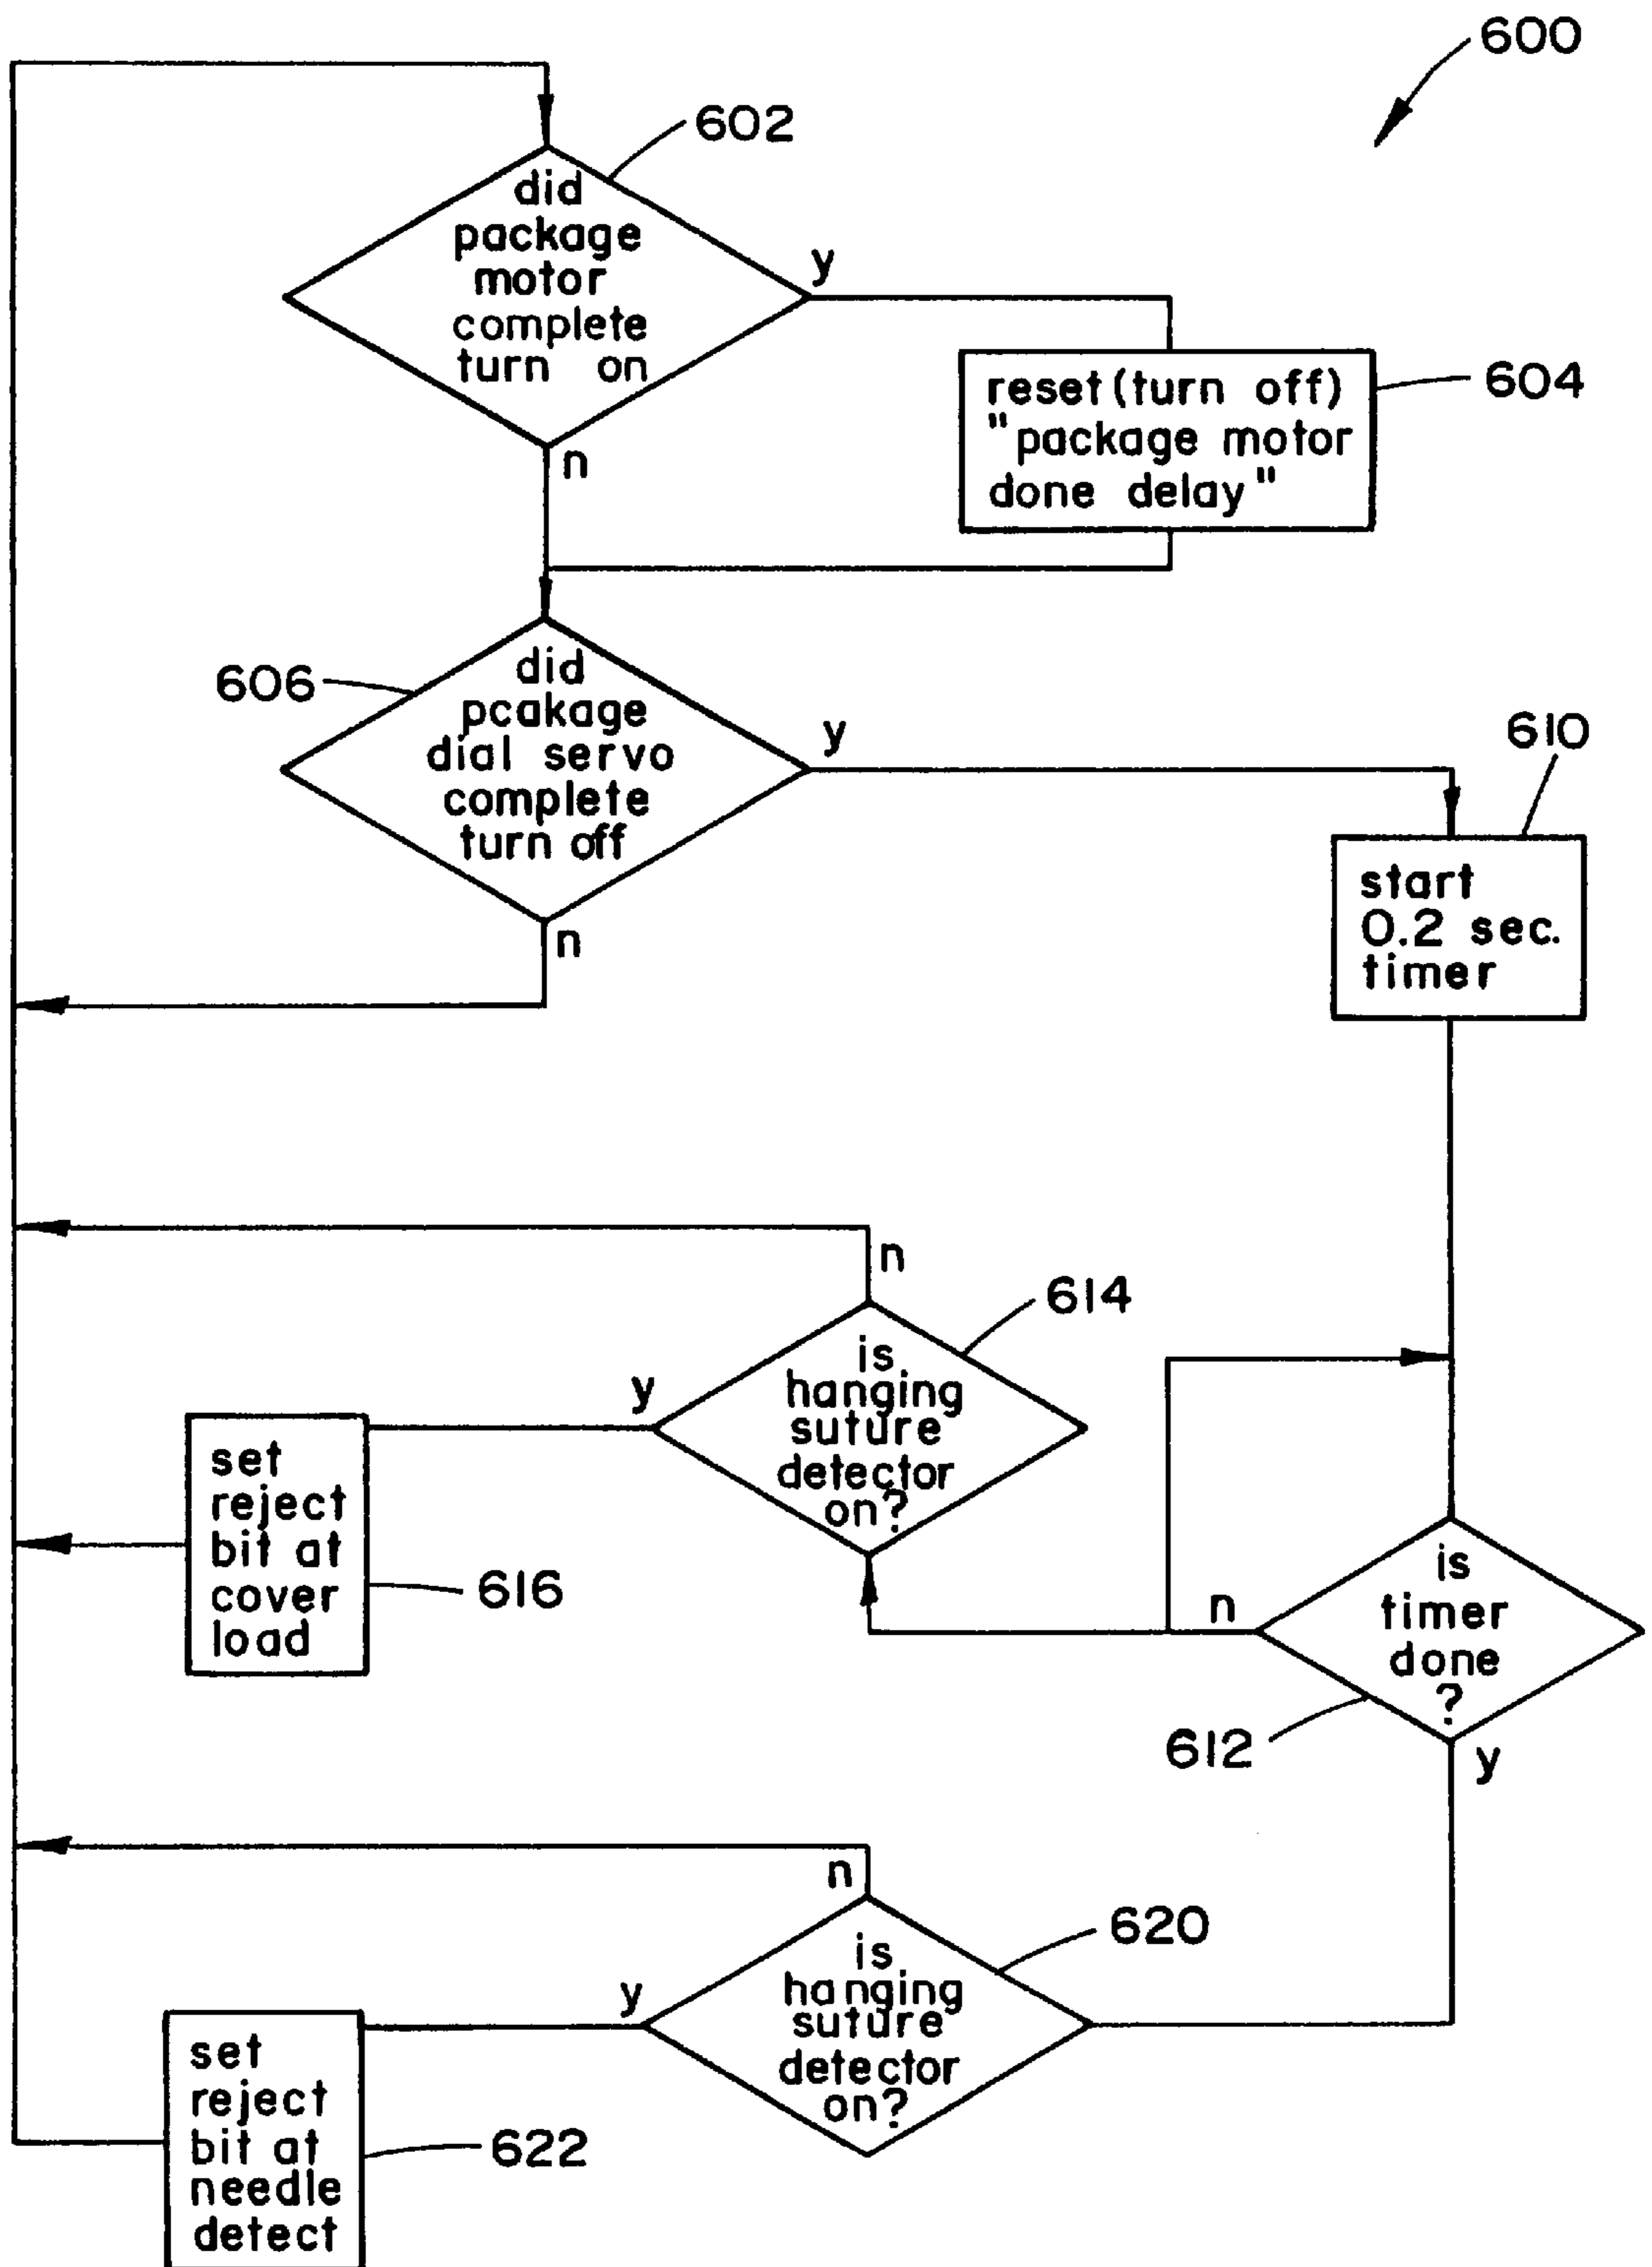 600
602
did
package
motor
complete
turn on
y
n
reset(turn off)
"package motor
done delay"
604
606
did
pcakage
dial servo
complete
turn off
y
n
610
start
0.2 sec.
timer
n
614
is
hanging
suture
detector
on?
y
set
reject
bit at
cover
load
616
n
is
timer
done
?
612
y
n
620
is
hanging
suture
detector
on?
y
set
reject
bit at
needle
detect
622